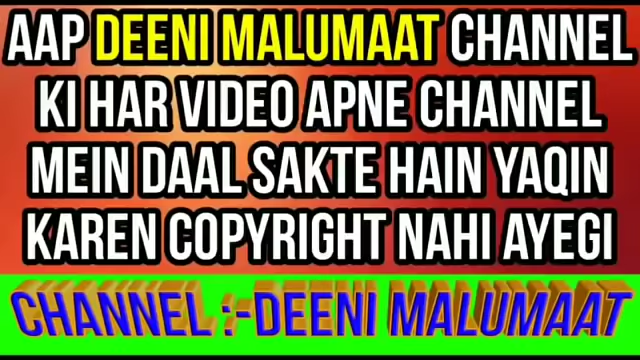 AAP DEENI MALUMAAT CHANNEL
KI HAR VIDEO APNE CHANNEL
MEIN DAAL SAKTE HAIN YAQIN
KAREN COPYRIGHT NAHI AYEGI
CHANNEL :-DEENI MALUMAAT